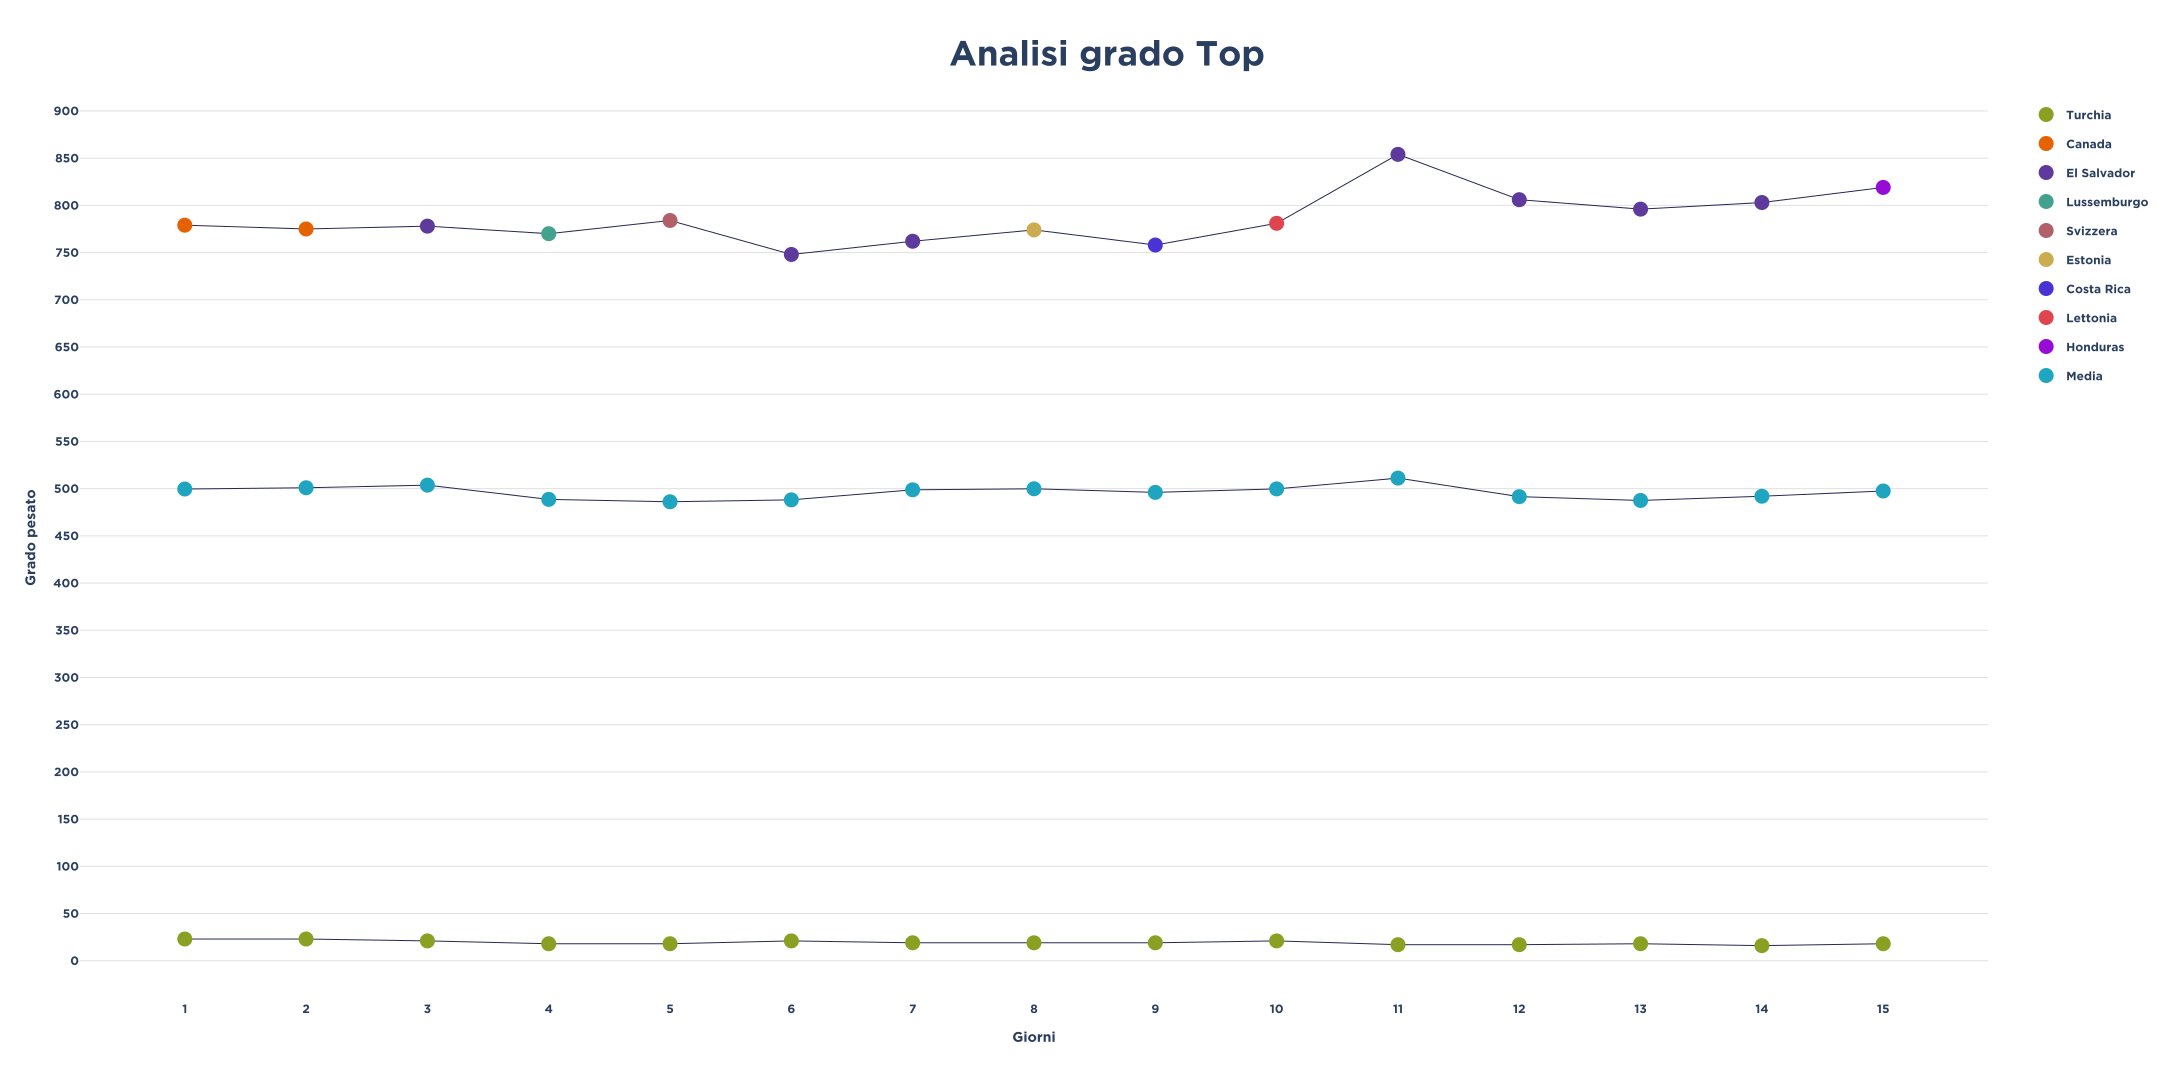 Analisi grado Top
900
850
800
750
700
650
600
550
500
450
400
350
300
250
200
150
100
50
0
Grado pesato
1 2 3 4 5 6 7 8 9 10 11 12 13 14 15
Giorni
Turchia
Canada
El Salvador
Lussemburgo
Svizzera
Estonia
Costa Rica
Lettonia
Honduras
Media